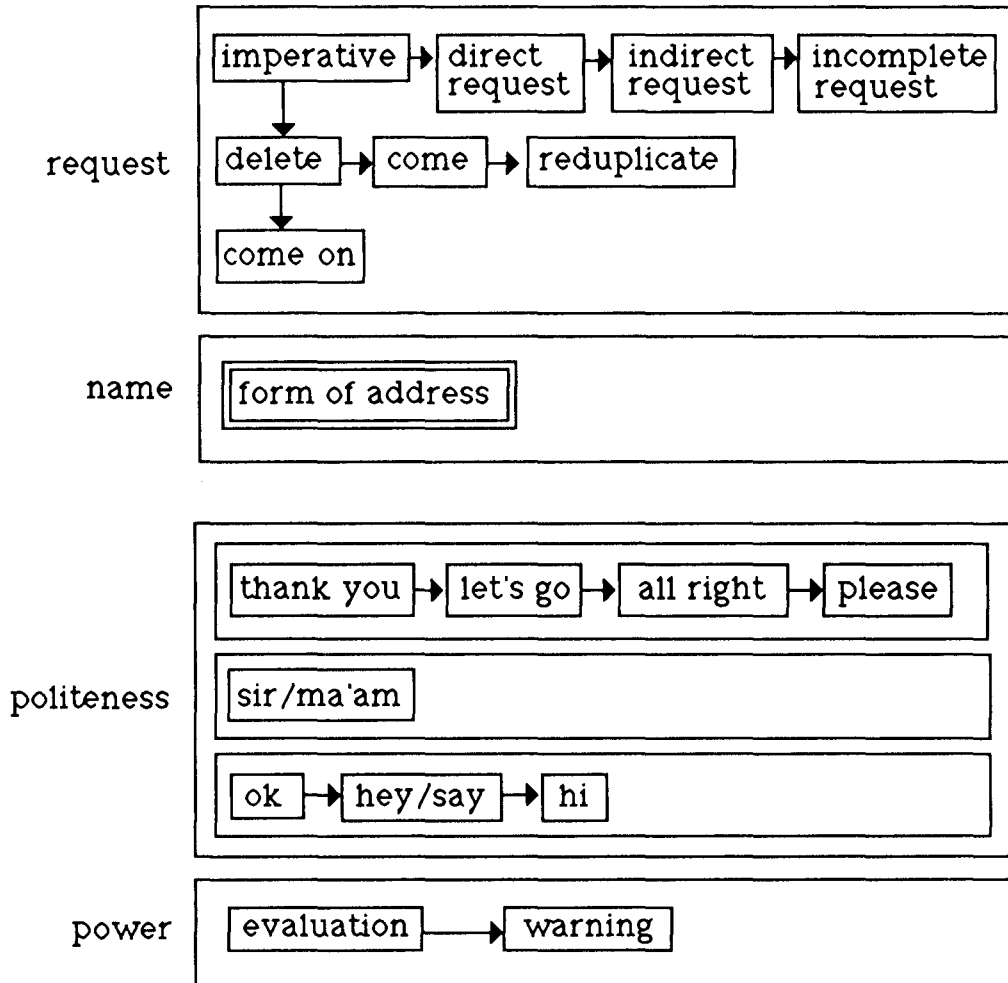 imperative
direct
request
indirect
request
incomplete
request
request
delete
come
reduplicate
come on
name
form of address
thank you
let's go
all right
please
politeness
sir/ma'am
ok
hey/say
hi
power
evaluation
warning